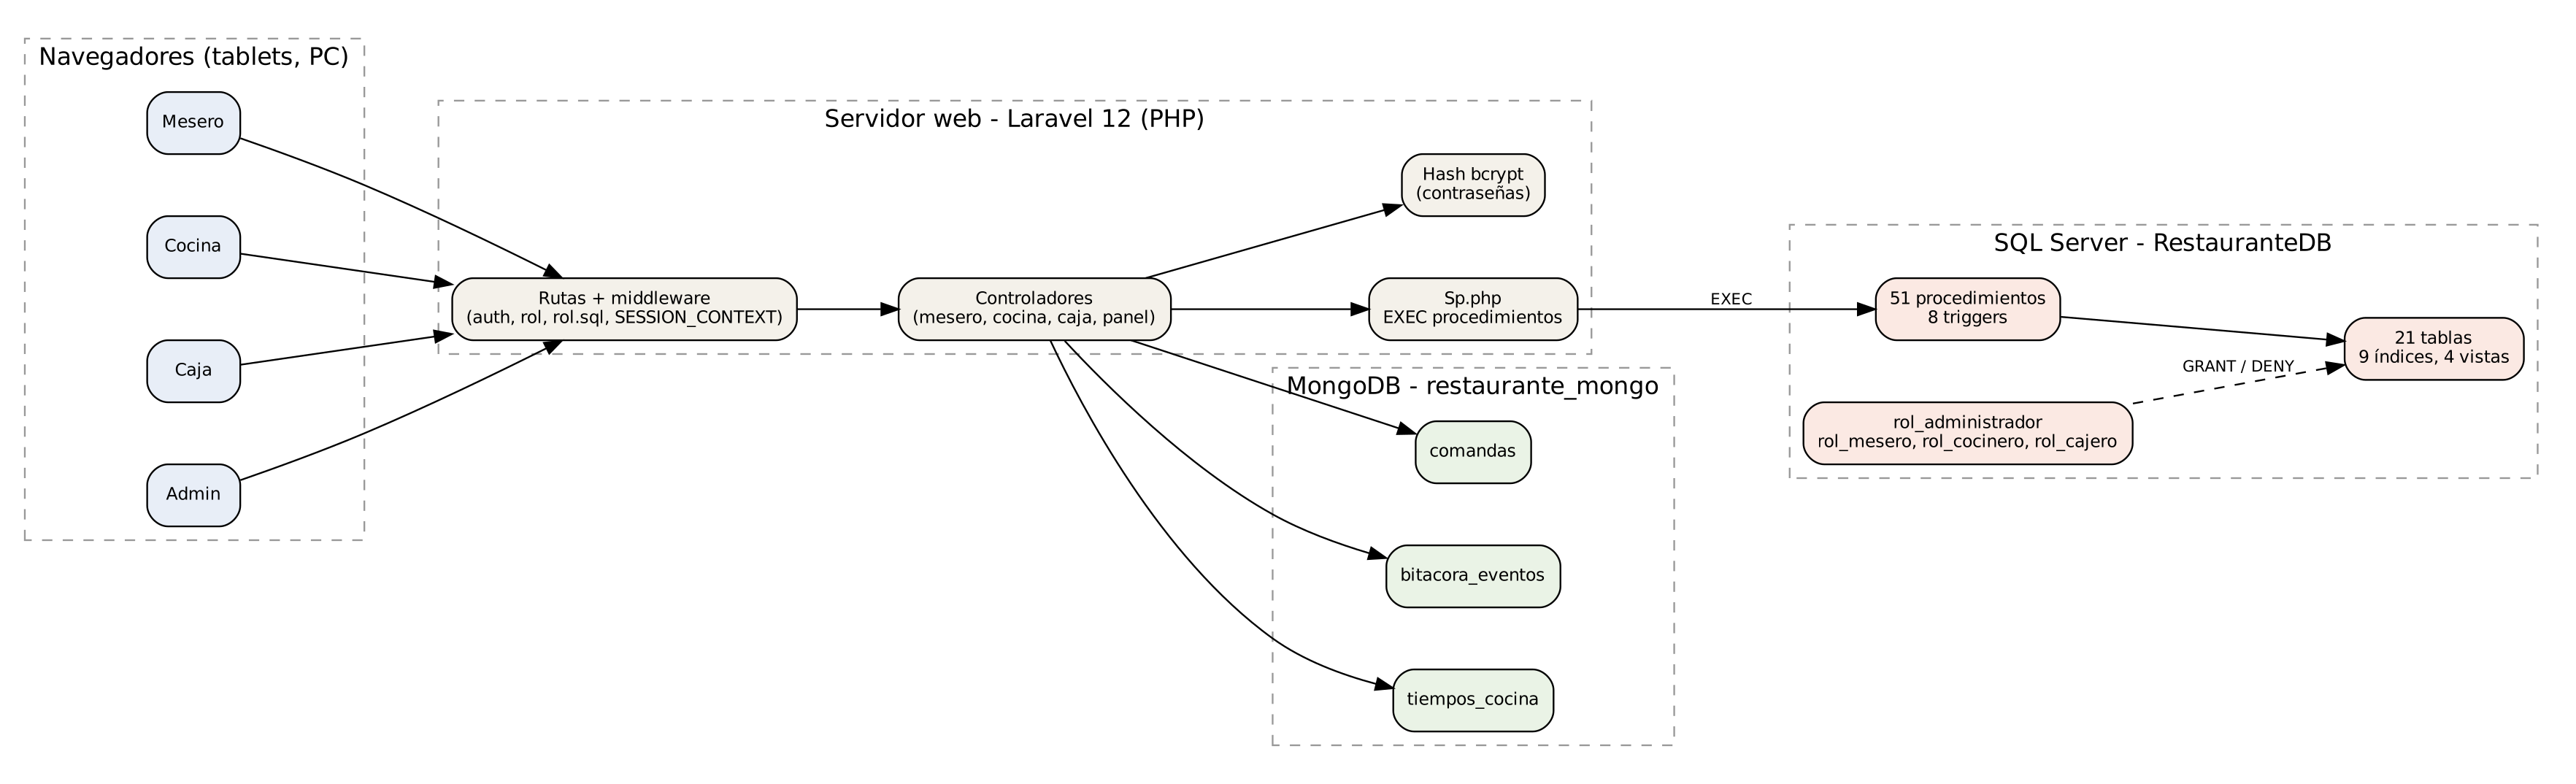 Navegadores (tablets, PC)
Mesero
Cocina
Caja
Admin
Servidor web - Laravel 12 (PHP)
Rutas + middleware
(auth, rol, rol.sql, SESSION_CONTEXT)
Controladores
(mesero, cocina, caja, panel)
Hash bcrypt
(contraseñas)
Sp.php
EXEC procedimientos
EXEC
MongoDB - restaurante_mongo
comandas
bitacora_eventos
tiempos_cocina
SQL Server - RestauranteDB
51 procedimientos
8 triggers
21 tablas
9 índices, 4 vistas
GRANT / DENY
rol_administrador
rol_mesero, rol_cocinero, rol_cajero